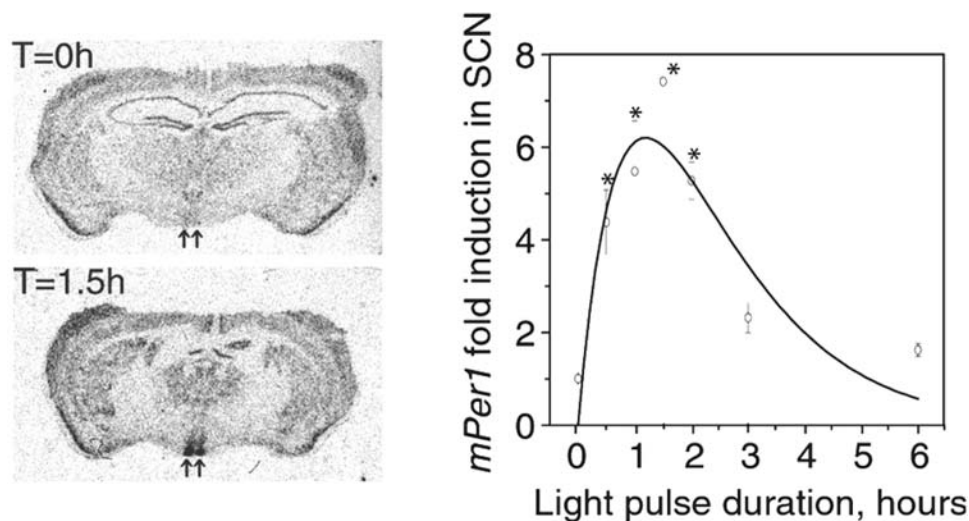 T=0h
T=1.5h
mPer1 fold induction in SCN
8
6
4
2
0
*
*
*
*
0 1 2 3 4 5 6
Light pulse duration, hours